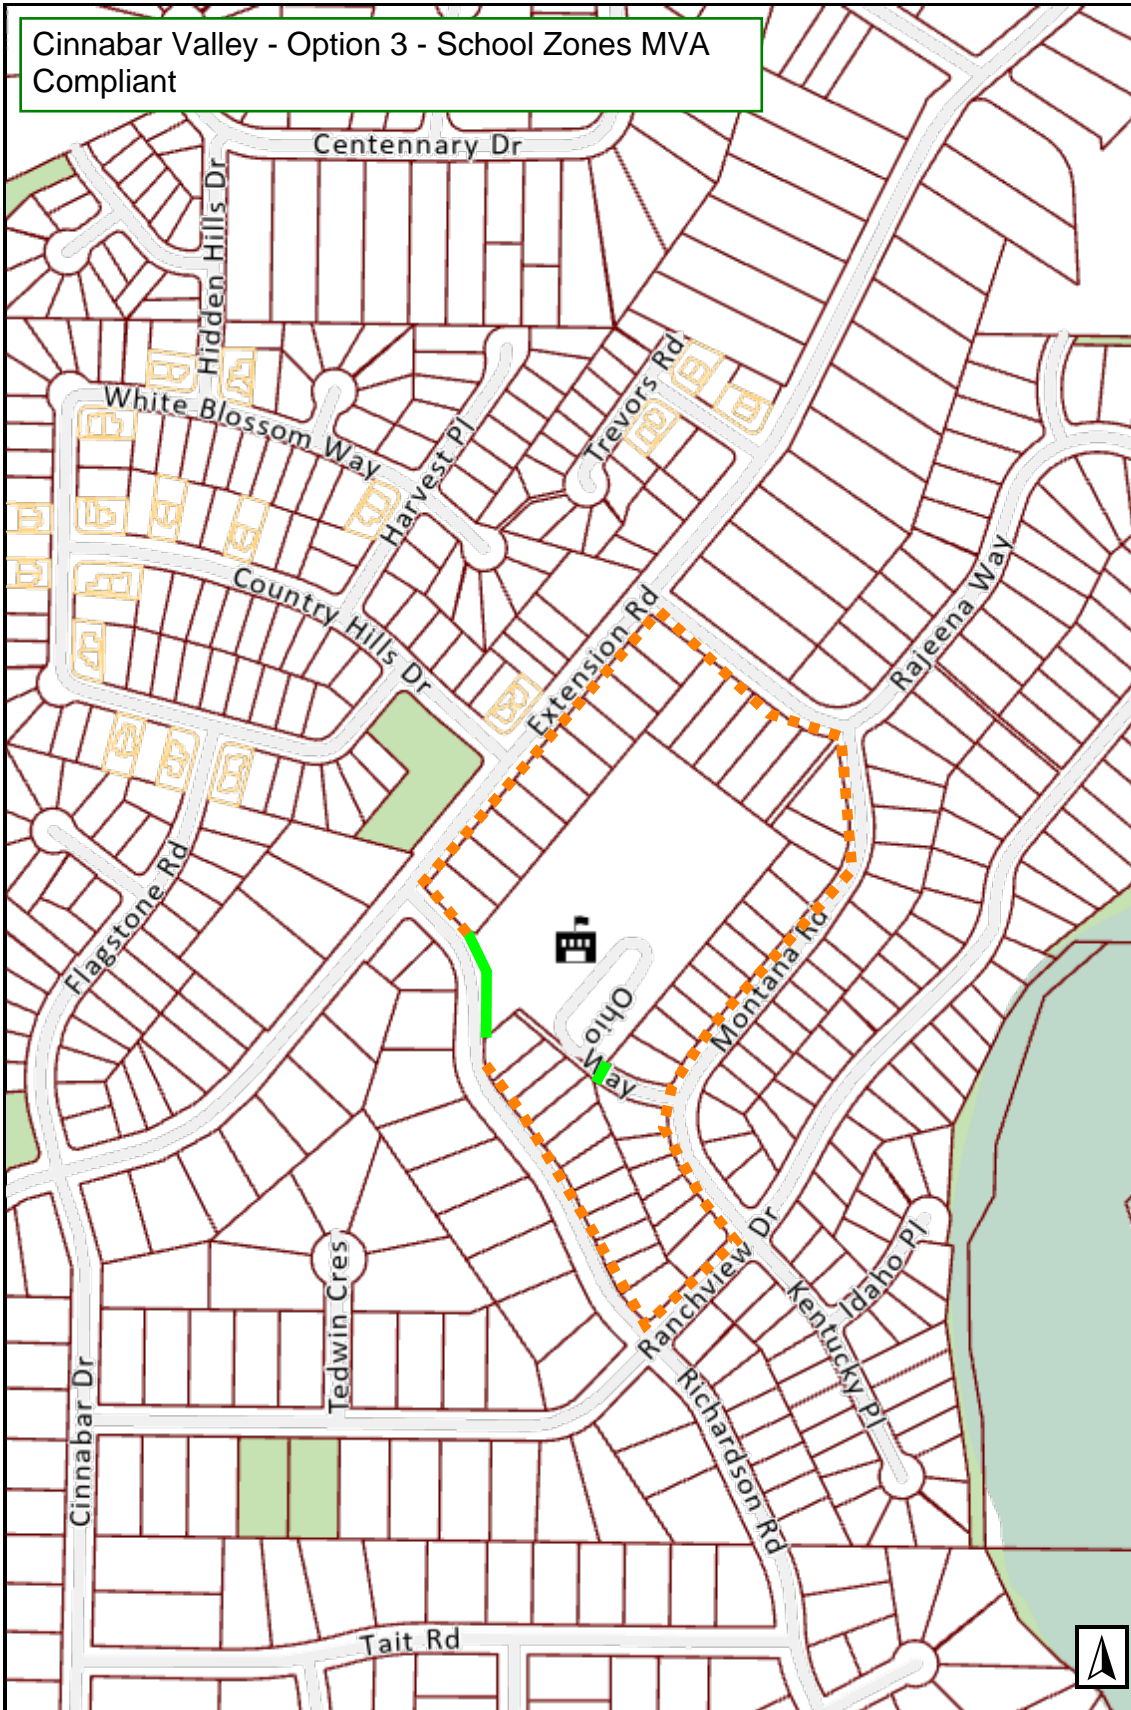 Cinnabar Valley - Option 3 - School Zones MVA
Compliant
Centennary Dr
Hidden Hills Dr
Trevors Rd
White Blossom Way
Harvest Pl
Country Hills Dr
Extension Rd
Rajeena Way
Flagstone Rd
Montana Rd
Ohio
Way
Ranchview Dr
Idaho Pl
Kentucky Pl
Tedwin Cres
Cinnabar Dr
Richardson Rd
Tait Rd